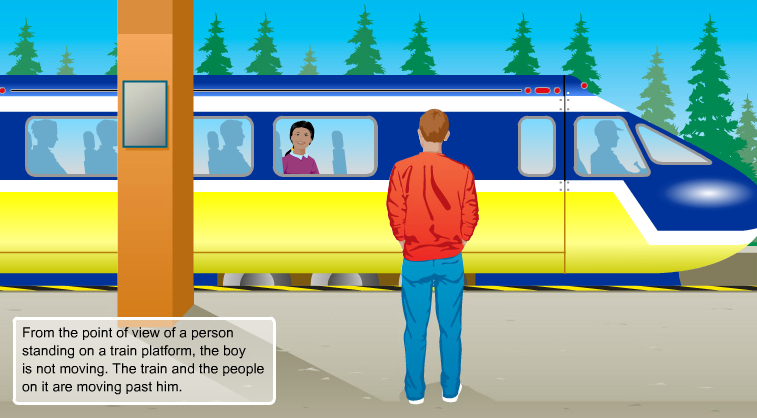 From the point of view of a person
standing on a train platform, the boy
is not moving. The train and the people
on it are moving past him.